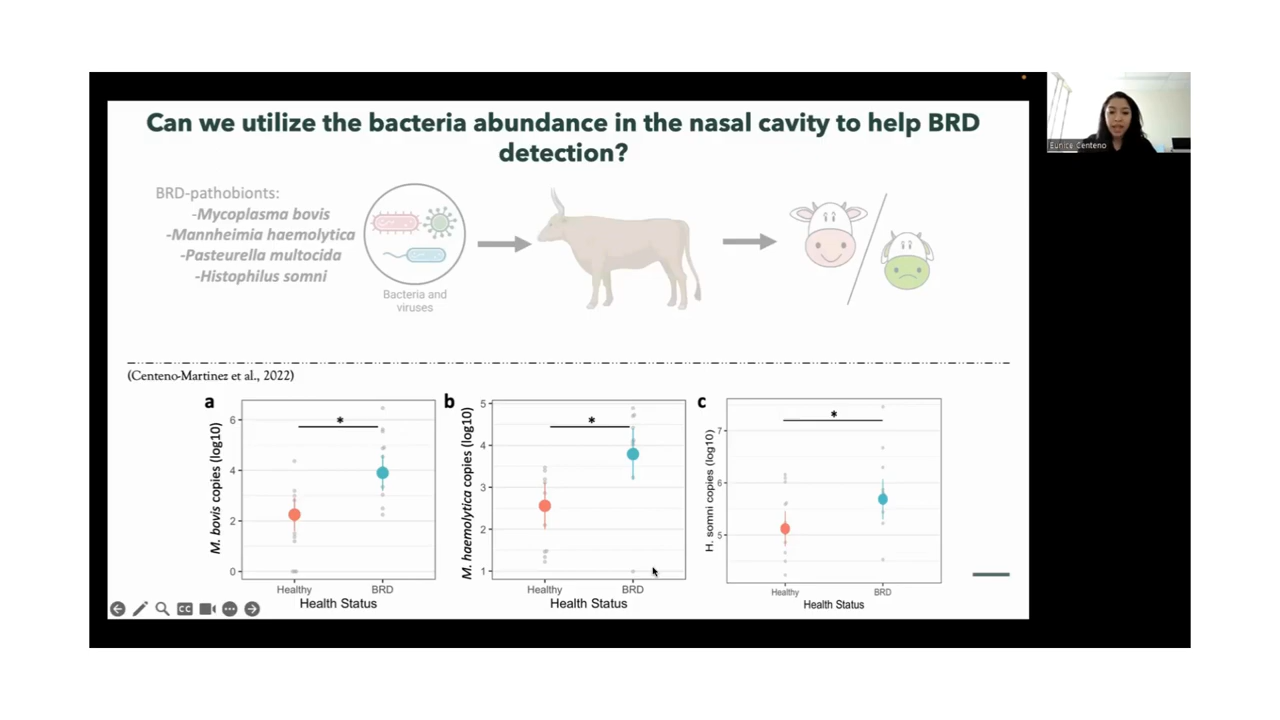 Can we utilize the bacteria abundance in the nasal cavity to help BRD
detection?
BRD-pathobionts:
-Mycoplasma bovis
-Mannheimia haemolytica
-Pasteurella multocida
-Histophilus somni
Bacteria and
viruses
Eunice Centeno
(Centeno-Martinez et al., 2022)
a
M. bovis copies (log10)
6
4
2
0
*
Healthy
BRD
Health Status
b
M. haemolytica copies (log10)
5
4
3
2
1
*
Healthy
BRD
Health Status
c
H. somni copies (log10)
7
6
5
*
Healthy
BRD
Health Status
CC